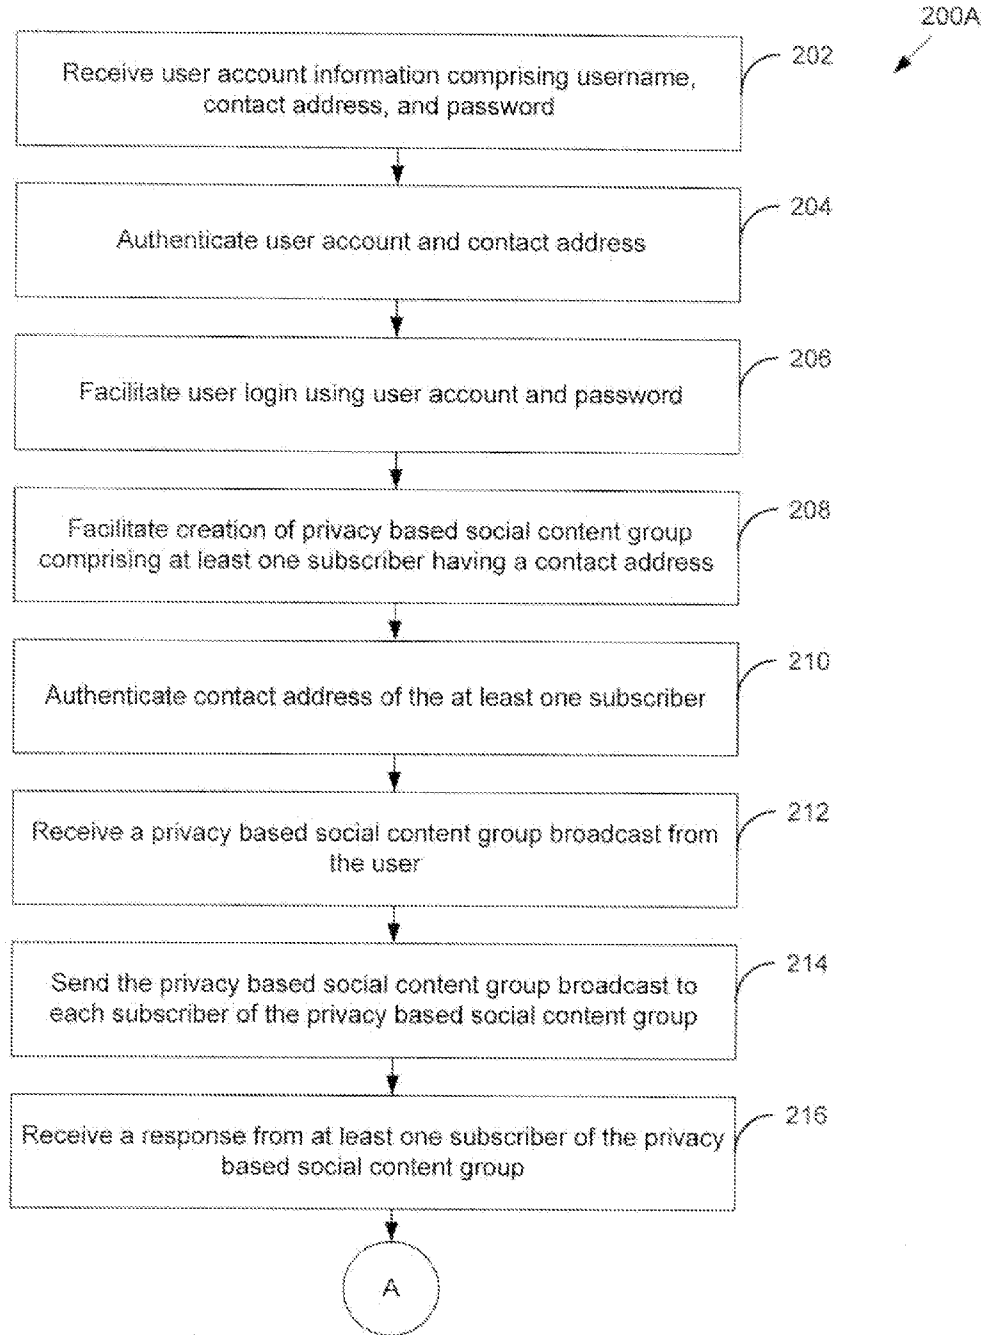 200A
Receive user account information comprising username,
contact address, and password
202
Authenticate user account and contact address
204
Facilitate user login using user account and password
206
Facilitate creation of privacy based social content group
comprising at least one subscriber having a contact address
208
Authenticate contact address of the at least one subscriber
210
Receive a privacy based social content group broadcast from
the user
212
Send the privacy based social content group broadcast to
each subscriber of the privacy based social content group
214
Receive a response from at least one subscriber of the privacy
based social content group
216
A